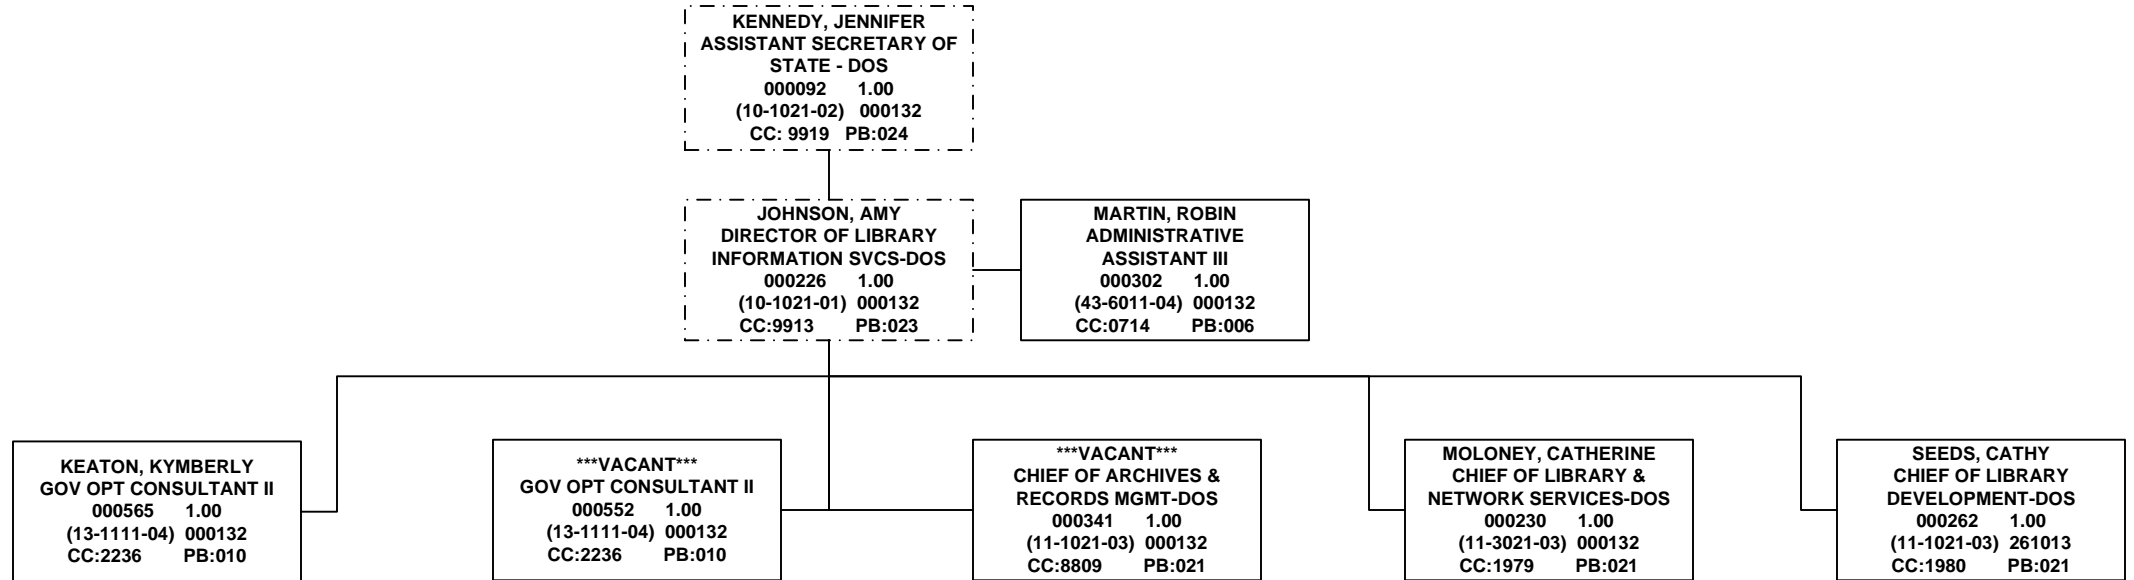 KENNEDY, JENNIFER
ASSISTANT SECRETARY OF
STATE - DOS
000092 1.00
(10-1021-02) 000132
CC: 9919 PB:024
JOHNSON, AMY
DIRECTOR OF LIBRARY
INFORMATION SVCS-DOS
000226 1.00
(10-1021-01) 000132
CC:9913 PB:023
MARTIN, ROBIN
ADMINISTRATIVE
ASSISTANT III
000302 1.00
(43-6011-04) 000132
CC:0714 PB:006
KEATON, KYMBERLY
GOV OPT CONSULTANT II
000565 1.00
(13-1111-04) 000132
CC:2236 PB:010
***VACANT***
GOV OPT CONSULTANT II
000552 1.00
(13-1111-04) 000132
CC:2236 PB:010
***VACANT***
CHIEF OF ARCHIVES &
RECORDS MGMT-DOS
000341 1.00
(11-1021-03) 000132
CC:8809 PB:021
MOLONEY, CATHERINE
CHIEF OF LIBRARY &
NETWORK SERVICES-DOS
000230 1.00
(11-3021-03) 000132
CC:1979 PB:021
SEEDS, CATHY
CHIEF OF LIBRARY
DEVELOPMENT-DOS
000262 1.00
(11-1021-03) 261013
CC:1980 PB:021